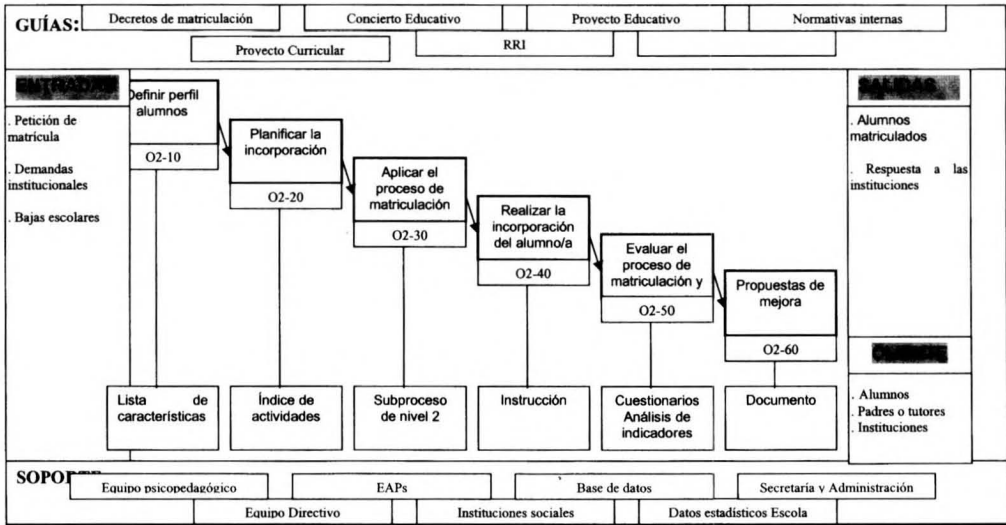 GUÍAS:
Decretos de matriculación
Concierto Educativo
Proyecto Educativo
Normativas internas
Proyecto Curricular
RRI
ENTRADAS
. Petición de
matrícula
. Demandas
institucionales
. Bajas escolares
Definir perfil
alumnos
O2-10
Planificar la
incorporación
O2-20
Aplicar el
proceso de
matriculación
O2-30
Realizar la
incorporación
del alumno/a
O2-40
Evaluar el
proceso de
matriculación y
O2-50
Propuestas de
mejora
O2-60
SALIDAS
. Alumnos
matriculados
. Respuesta a las
instituciones
. Alumnos
. Padres o tutores
. Instituciones
Lista de
características
Índice de
actividades
Subproceso
de nivel 2
Instrucción
Cuestionarios
Análisis de
indicadores
Documento
SOPORTE
Equipo psicopedagógico
EAPs
Base de datos
Secretaría y Administración
Equipo Directivo
Instituciones sociales
Datos estadísticos Escola